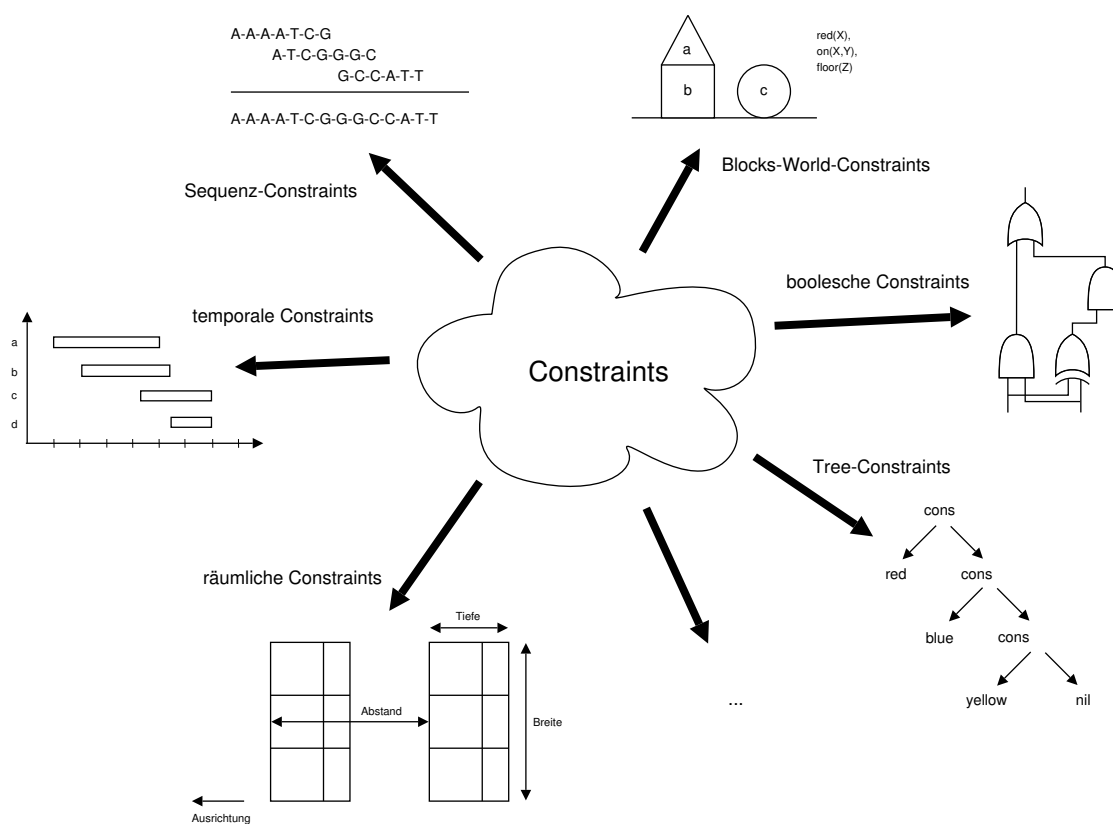 A-A-A-A-T-C-G
A-T-C-G-G-G-C
G-C-C-A-T-T
A-A-A-A-T-C-G-G-G-C-C-A-T-T
Sequenz-Constraints
a
b
c
red(X),
on(X,Y),
floor(Z)
Blocks-World-Constraints
boolesche Constraints
temporale Constraints
a
b
c
d
Constraints
Tree-Constraints
cons
red
cons
blue
cons
yellow
nil
räumliche Constraints
Tiefe
Abstand
Breite
Ausrichtung
...